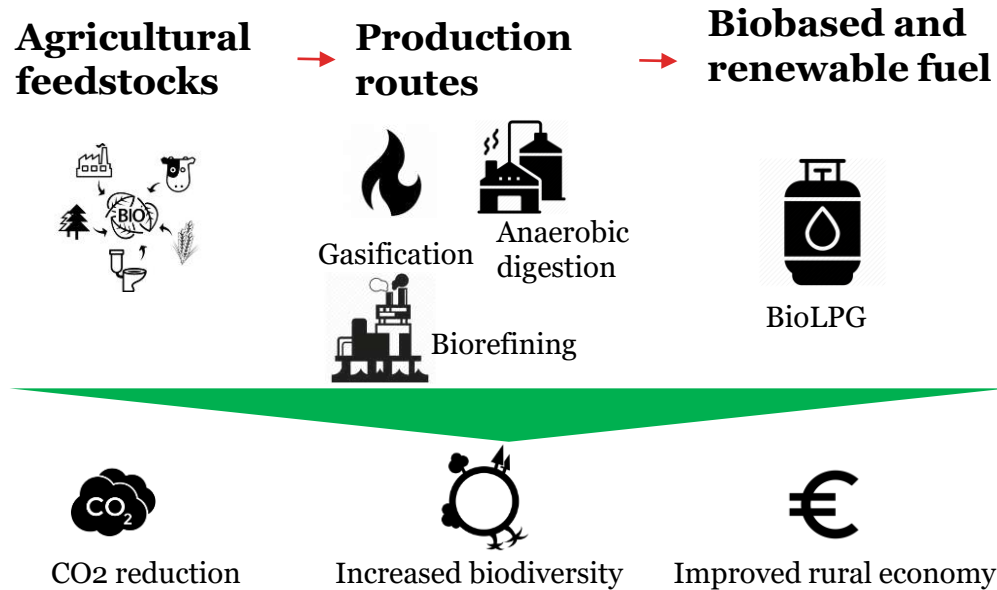 Agricultural
feedstocks
Production
routes
Biobased and
renewable fuel
BIO
Gasification
Anaerobic
digestion
Biorefining
BioLPG
CO2
CO2 reduction
Increased biodiversity
Improved rural economy